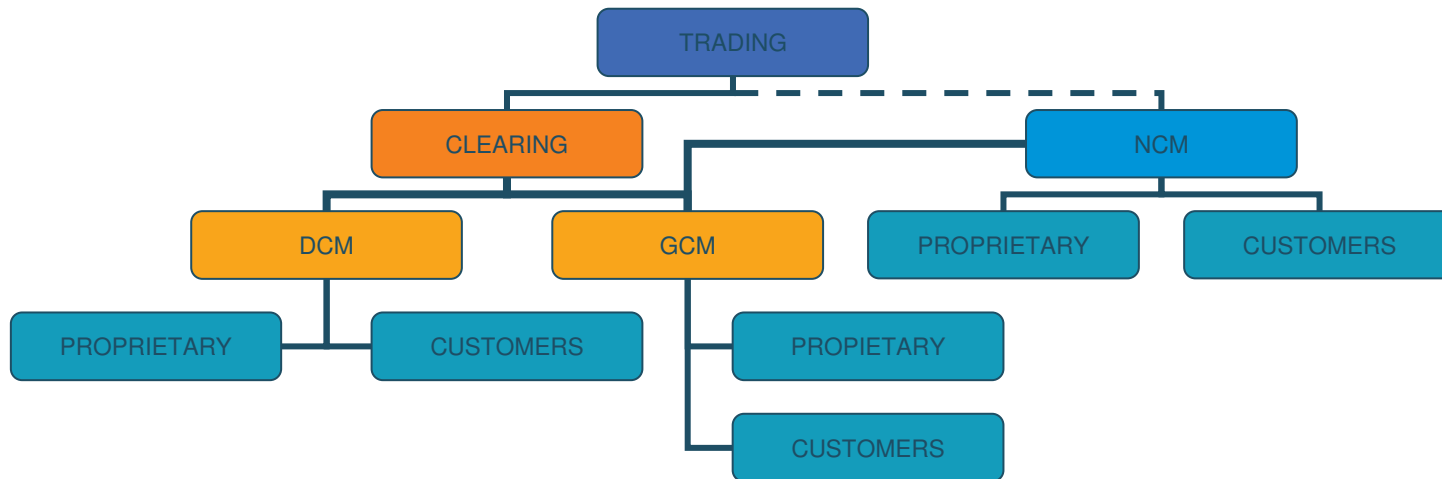 TRADING
CLEARING
NCM
DCM
GCM
PROPRIETARY
CUSTOMERS
PROPRIETARY
CUSTOMERS
PROPIETARY
CUSTOMERS